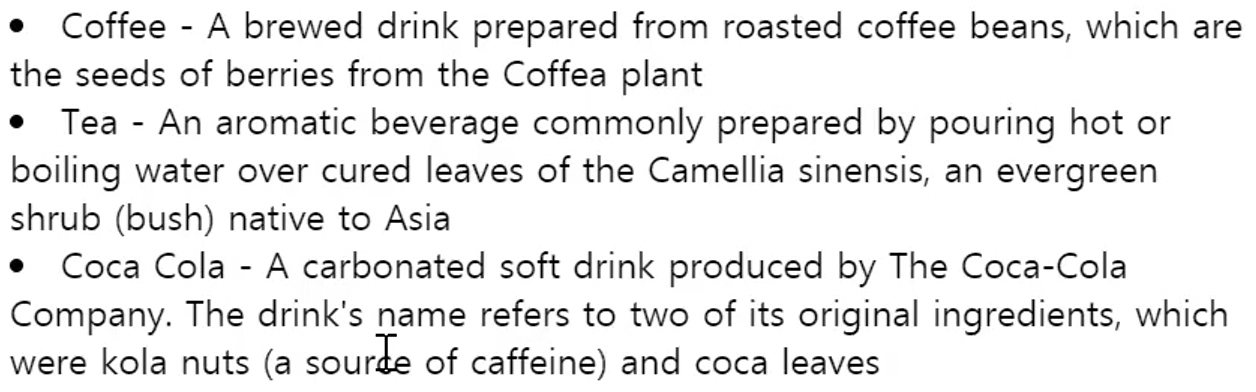 • Coffee - A brewed drink prepared from roasted coffee beans, which are
the seeds of berries from the Coffea plant
• Tea - An aromatic beverage commonly prepared by pouring hot or
boiling water over cured leaves of the Camellia sinensis, an evergreen
shrub (bush) native to Asia
• Coca Cola - A carbonated soft drink produced by The Coca-Cola
Company. The drink's name refers to two of its original ingredients, which
were kola nuts (a source of caffeine) and coca leaves